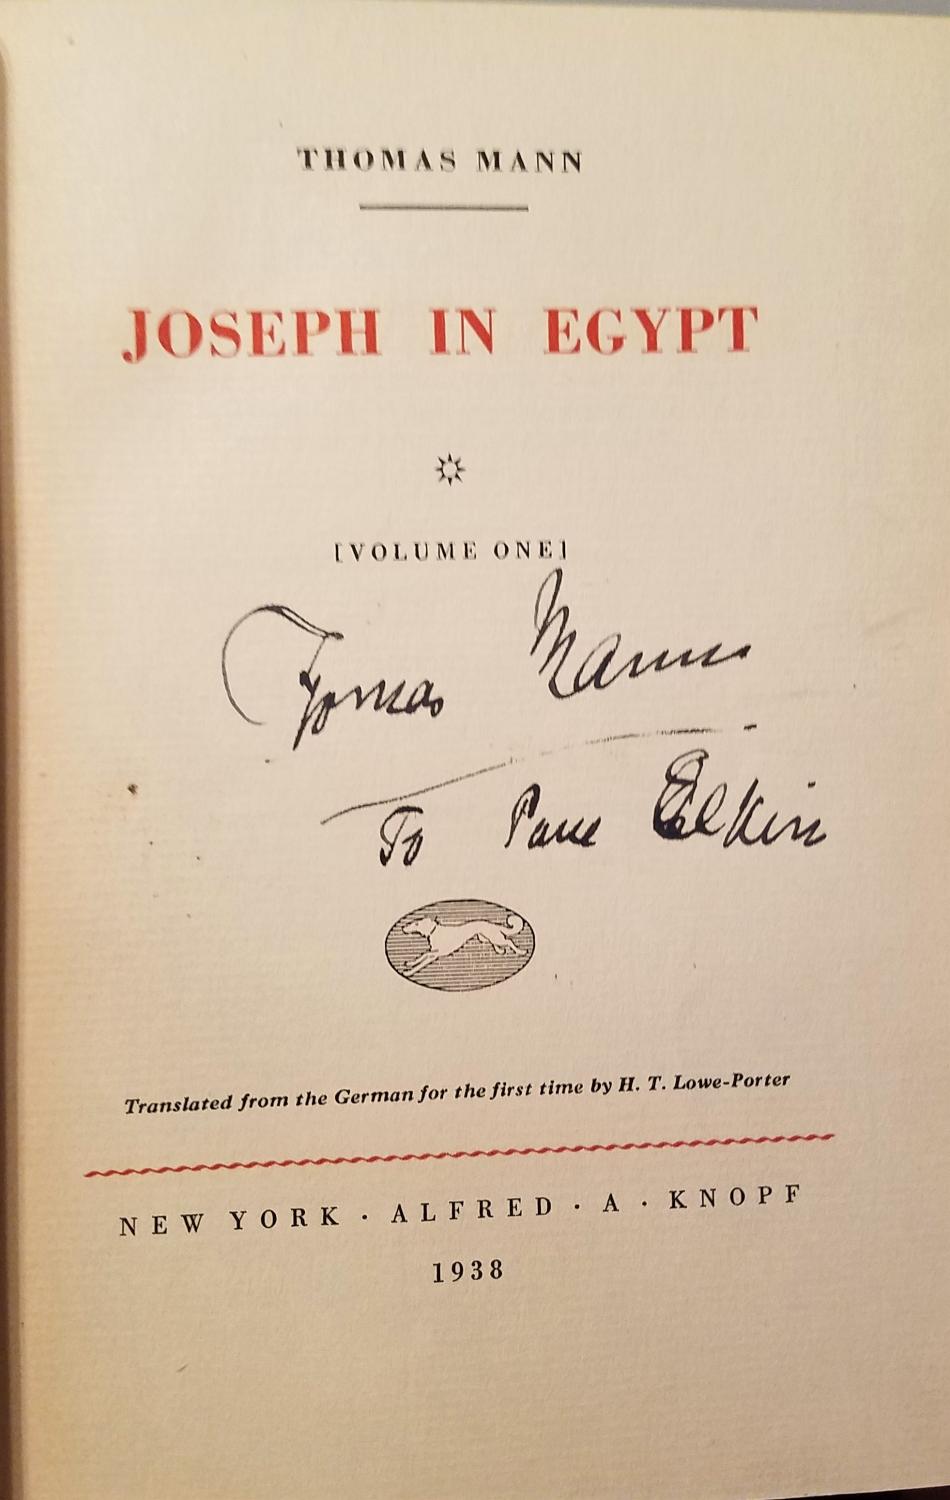 THOMAS MANN
JOSEPH IN EGYPT
[VOLUME ONE]
Thomas Mann
To Paul Elkin
Translated from the German for the first time by H. T. Lowe-Porter
NEW YORK · ALFRED · A · KNOPF
1938